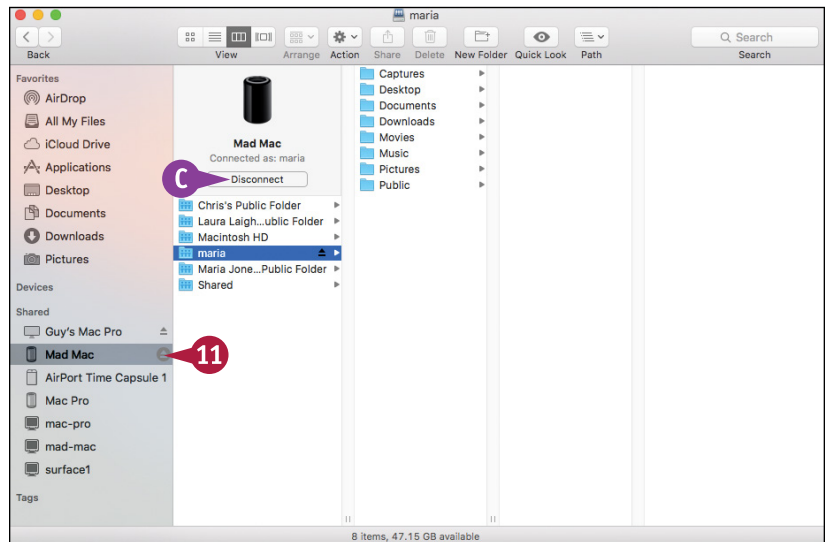 maria
Back
View
Arrange
Action
Share
Delete
New Folder
Quick Look
Path
Search
Search
Favorites
AirDrop
All My Files
iCloud Drive
Applications
Desktop
Documents
Downloads
Pictures
Devices
Shared
Guy's Mac Pro
Mad Mac
11
AirPort Time Capsule 1
Mac Pro
mac-pro
mad-mac
surface1
Tags
Mad Mac
Connected as: maria
C
Disconnect
Chris's Public Folder
Laura Leigh...ublic Folder
Macintosh HD
maria
Maria Jone...Public Folder
Shared
Captures
Desktop
Documents
Downloads
Movies
Music
Pictures
Public
8 items, 47.15 GB available